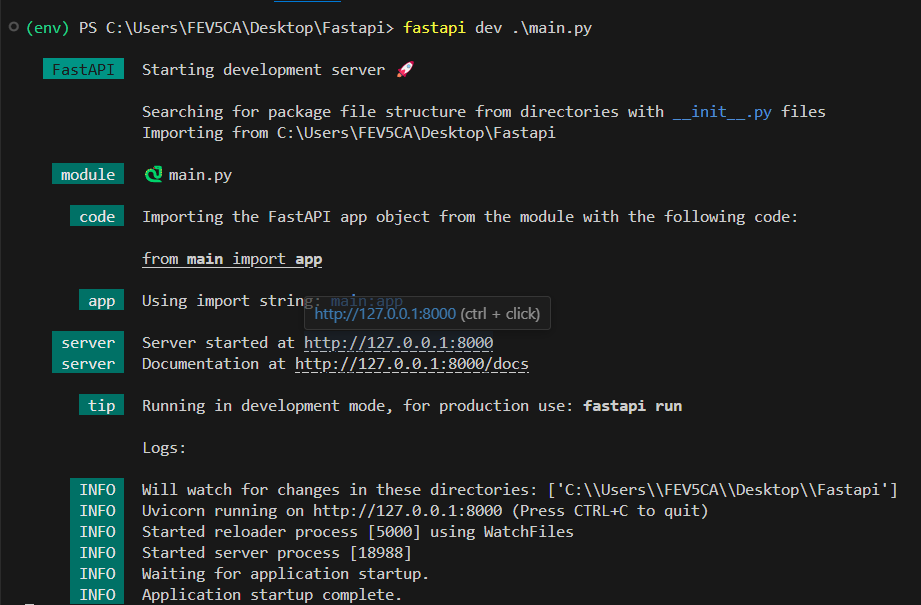 (env) PS C:\Users\FEV5CA\Desktop\Fastapi> fastapi dev .\main.py
FastAPI Starting development server 🚀
Searching for package file structure from directories with __init__.py files
Importing from C:\Users\FEV5CA\Desktop\Fastapi
module 🐍 main.py
code Importing the FastAPI app object from the module with the following code:
from main import app
app Using import string: main:app
http://127.0.0.1:8000 (ctrl + click)
server Server started at http://127.0.0.1:8000
server Documentation at http://127.0.0.1:8000/docs
tip Running in development mode, for production use: fastapi run
Logs:
INFO Will watch for changes in these directories: ['C:\\Users\\FEV5CA\\Desktop\\Fastapi']
INFO Uvicorn running on http://127.0.0.1:8000 (Press CTRL+C to quit)
INFO Started reloader process [5000] using WatchFiles
INFO Started server process [18988]
INFO Waiting for application startup.
INFO Application startup complete.